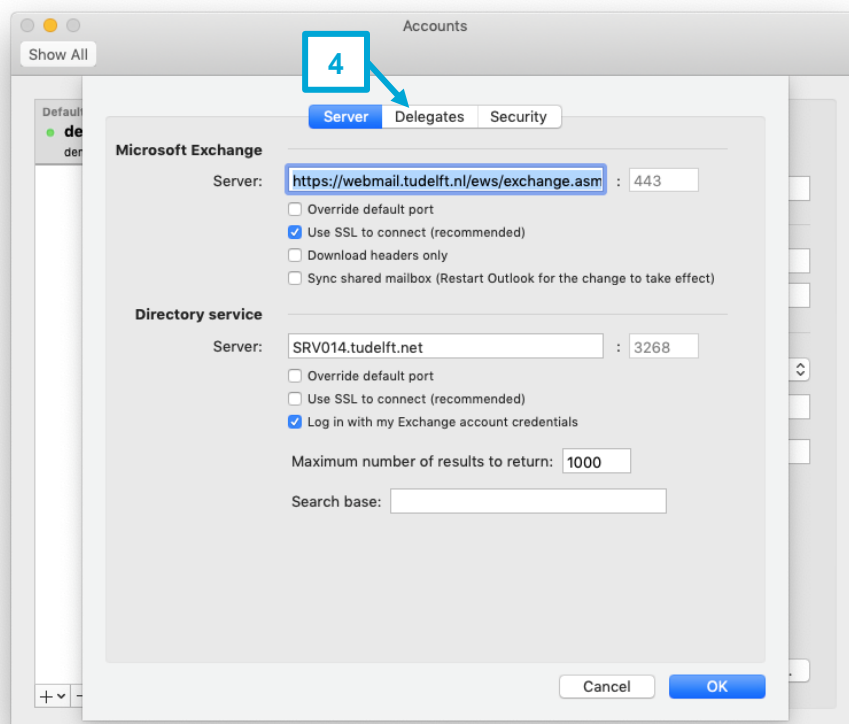 Accounts
Show All
4
Server Delegates Security
Default
de
der
Microsoft Exchange
Server: https://webmail.tudelft.nl/ews/exchange.asm : 443
Override default port
Use SSL to connect (recommended)
Download headers only
Sync shared mailbox (Restart Outlook for the change to take effect)
Directory service
Server: SRV014.tudelft.net : 3268
Override default port
Use SSL to connect (recommended)
Log in with my Exchange account credentials
Maximum number of results to return: 1000
Search base:
Cancel OK